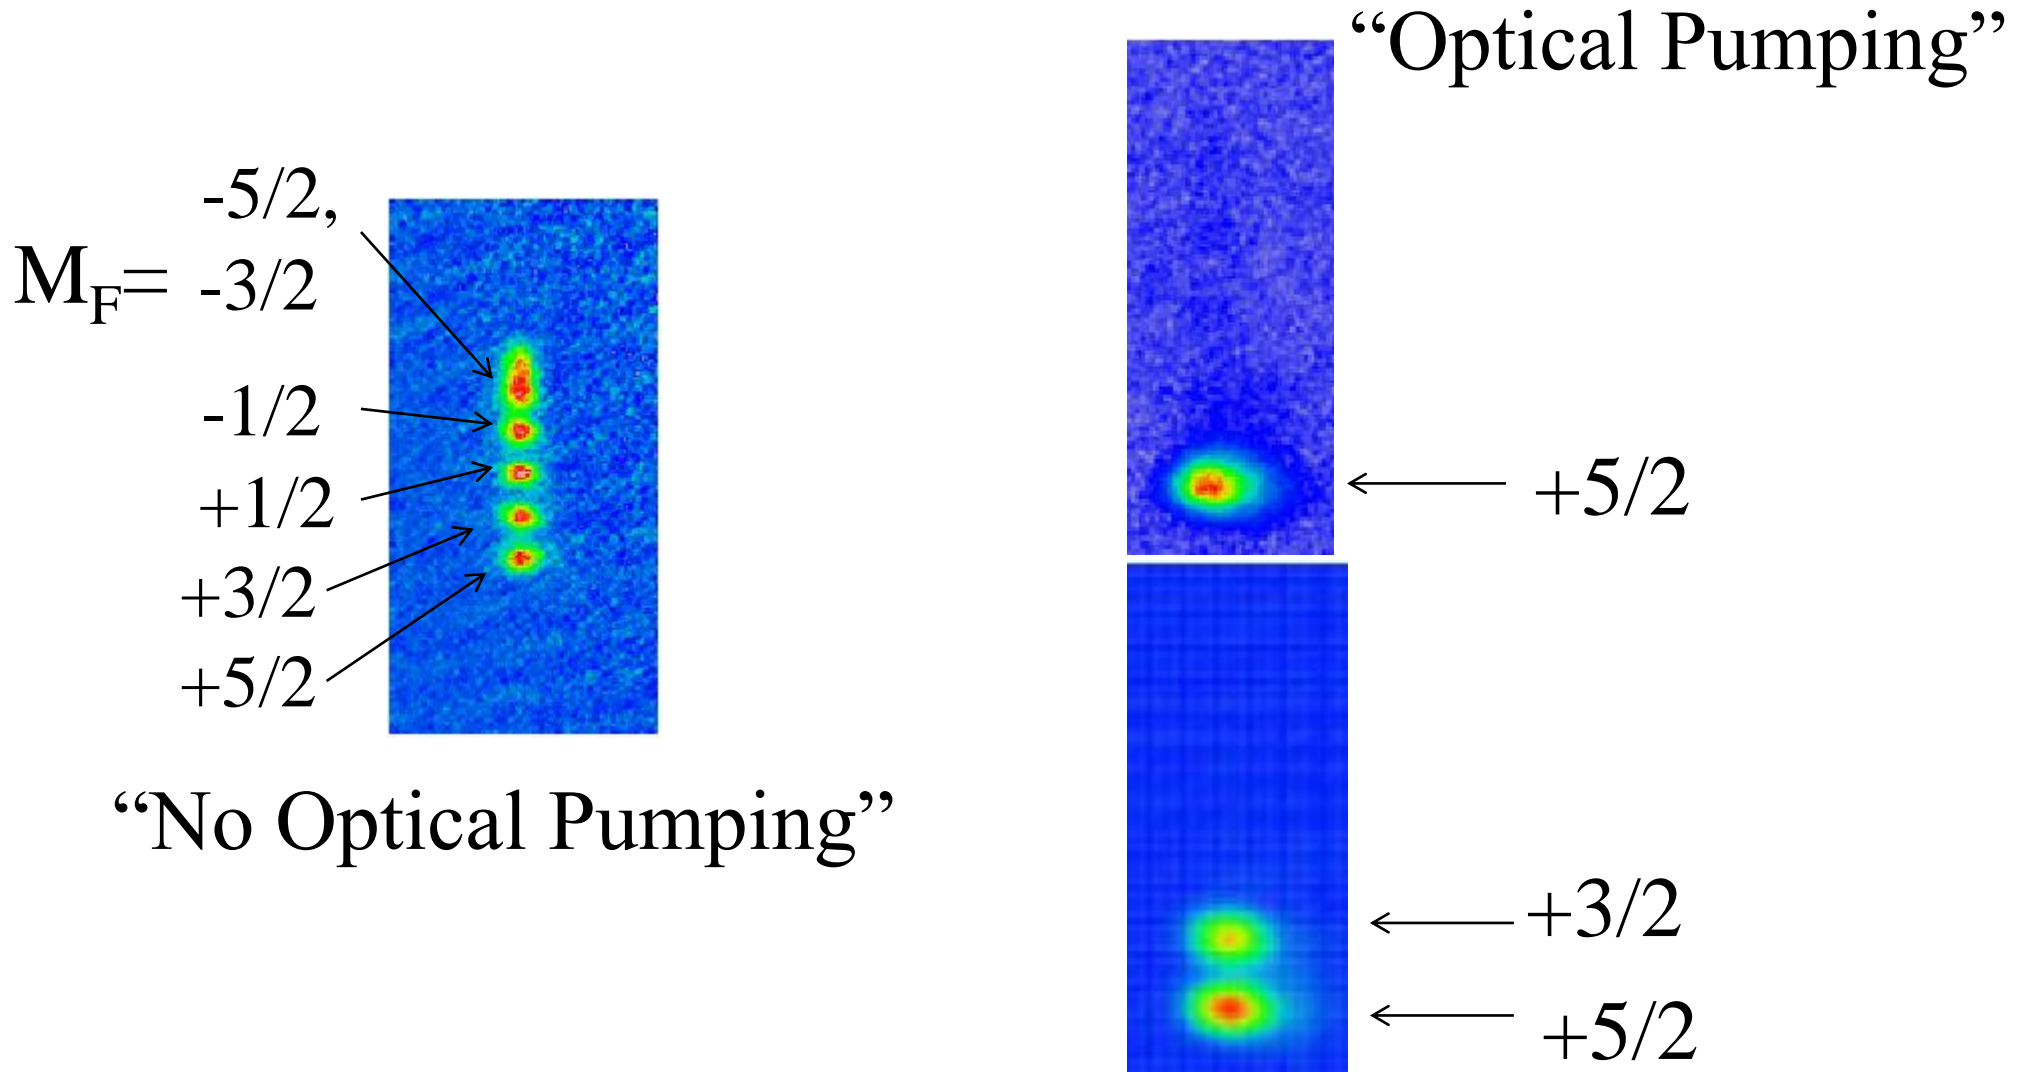 “Optical Pumping”
-5/2,
M_F= -3/2
-1/2
+1/2
+3/2
+5/2
“No Optical Pumping”
+5/2
+3/2
+5/2